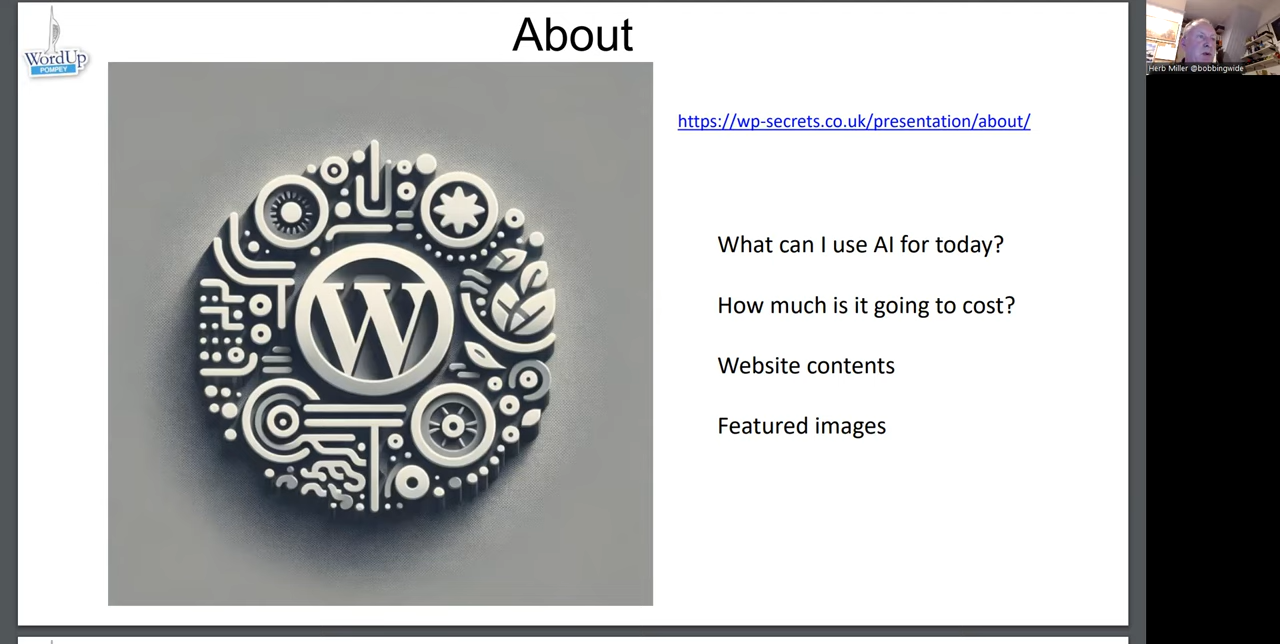 About
WordUp
POMPEY
Herb Miller @bobbingwide
https://wp-secrets.co.uk/presentation/about/
W
What can I use AI for today?
How much is it going to cost?
Website contents
Featured images